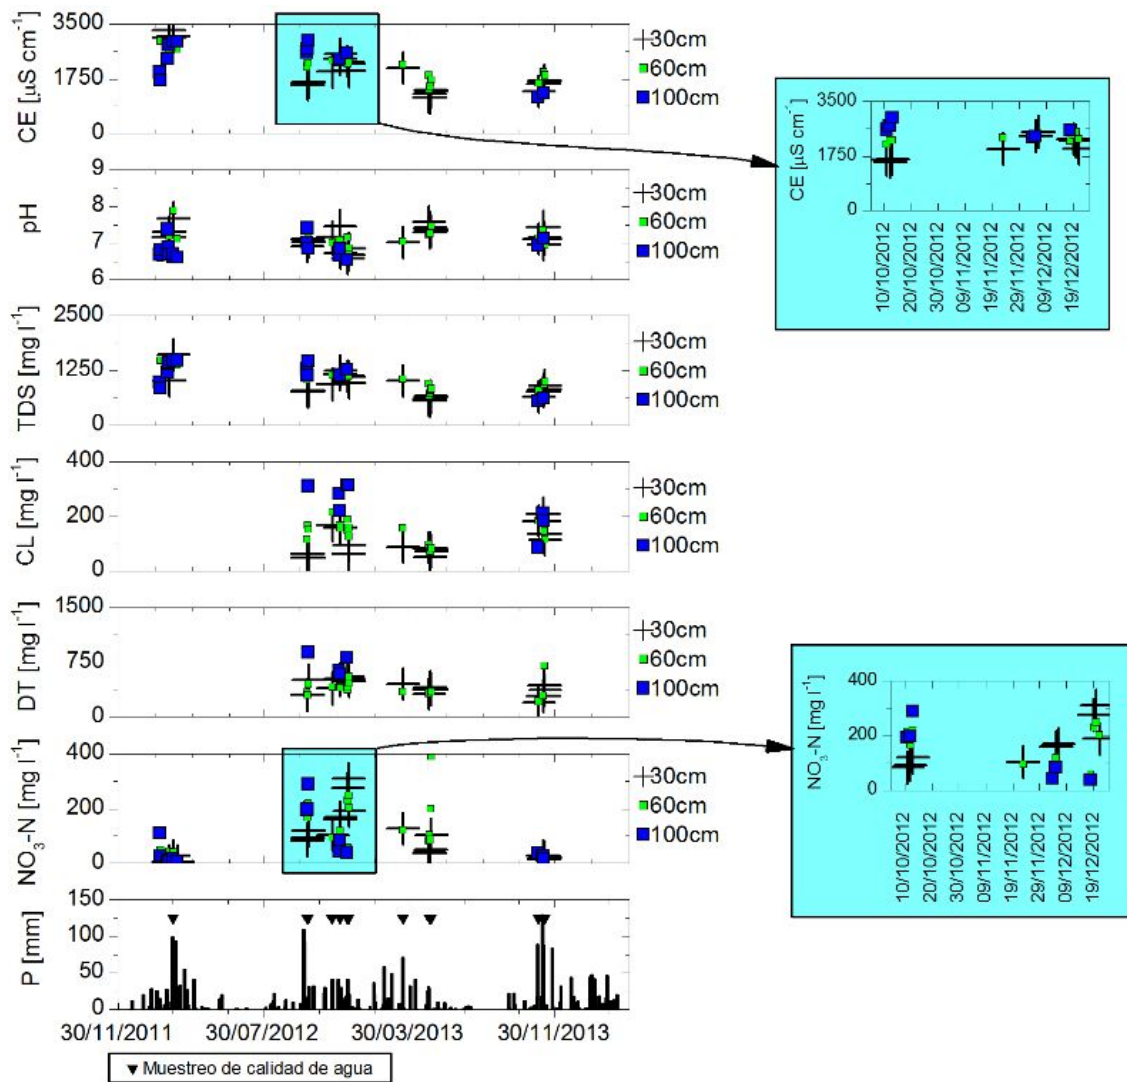 CE [µS cm⁻¹]
3500
1750
0
30cm
60cm
100cm
pH
9
8
7
6
30cm
60cm
100cm
TDS [mg l⁻¹]
2500
1250
0
30cm
60cm
100cm
CL [mg l⁻¹]
400
200
0
30cm
60cm
100cm
DT [mg l⁻¹]
1500
750
0
30cm
60cm
100cm
NO₃-N [mg l⁻¹]
400
200
0
30cm
60cm
100cm
P [mm]
150
100
50
0
30/11/2011
30/07/2012
30/03/2013
30/11/2013
▼ Muestreo de calidad de agua
CE [µS cm⁻¹]
3500
1750
0
10/10/2012
20/10/2012
30/10/2012
09/11/2012
19/11/2012
29/11/2012
09/12/2012
19/12/2012
NO₃-N [mg l⁻¹]
400
200
0
10/10/2012
20/10/2012
30/10/2012
09/11/2012
19/11/2012
29/11/2012
09/12/2012
19/12/2012